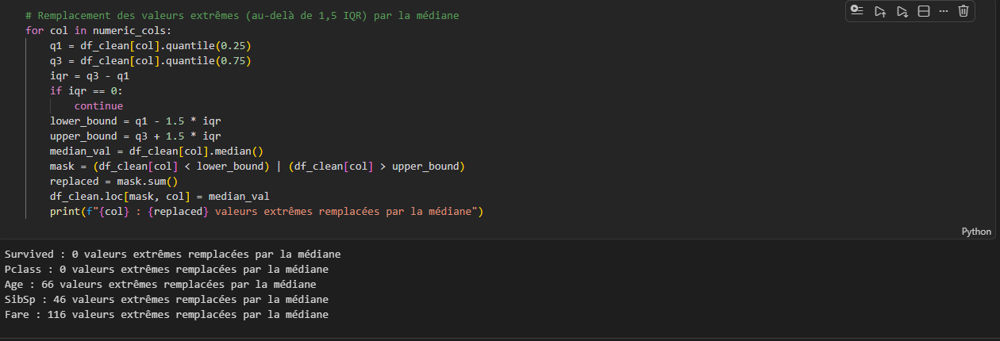 # Remplacement des valeurs extrêmes (au-delà de 1,5 IQR) par la médiane
for col in numeric_cols:
    q1 = df_clean[col].quantile(0.25)
    q3 = df_clean[col].quantile(0.75)
    iqr = q3 - q1
    if iqr == 0:
        continue
    lower_bound = q1 - 1.5 * iqr
    upper_bound = q3 + 1.5 * iqr
    median_val = df_clean[col].median()
    mask = (df_clean[col] < lower_bound) | (df_clean[col] > upper_bound)
    replaced = mask.sum()
    df_clean.loc[mask, col] = median_val
    print(f"{col} : {replaced} valeurs extrêmes remplacées par la médiane")
Python
Survived : 0 valeurs extrêmes remplacées par la médiane
Pclass : 0 valeurs extrêmes remplacées par la médiane
Age : 66 valeurs extrêmes remplacées par la médiane
SibSp : 46 valeurs extrêmes remplacées par la médiane
Fare : 116 valeurs extrêmes remplacées par la médiane